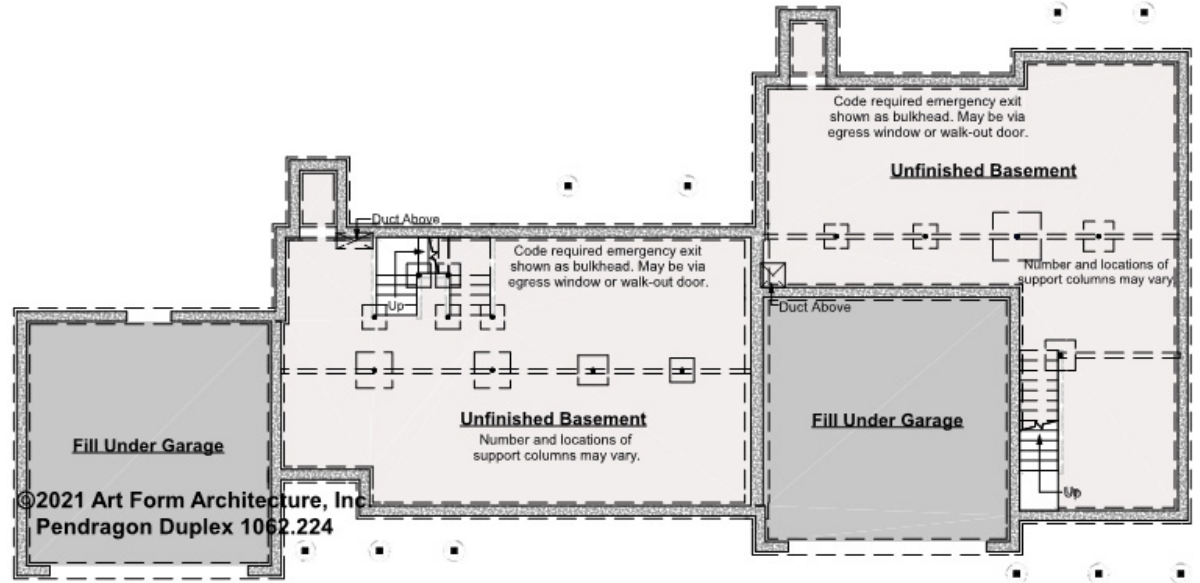 Code required emergency exit
shown as bulkhead. May be via
egress window or walk-out door.
Unfinished Basement
Duct Above
Code required emergency exit
shown as bulkhead. May be via
egress window or walk-out door.
Number and locations of
support columns may vary.
Up
Duct Above
Unfinished Basement
Number and locations of
support columns may vary.
Fill Under Garage
Fill Under Garage
Up
©2021 Art Form Architecture, Inc
Pendragon Duplex 1062.224